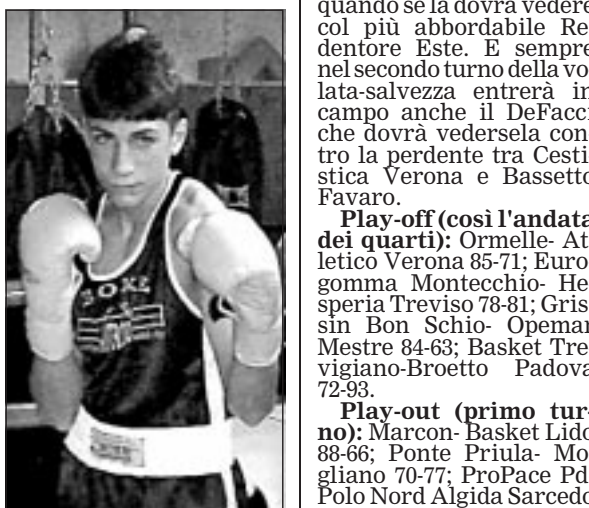 BOXE
quando se la dovrà vedere
col più abbordabile Re
dentore Este. E sempre
nel secondo turno della vo
lata-salvezza entrerà in
campo anche il DeFacci
che dovrà vedersela con
tro la perdente tra Cesti
stica Verona e Bassetto
Favaro.
Play-off (così l'andata
dei quarti): Ormelle- At
letico Verona 85-71; Euro
gomma Montecchio- He
speria Treviso 78-81; Gris
sin Bon Schio- Opemar
Mestre 84-63; Basket Tre
vigiano-Broetto Padova
72-93.
Play-out (primo tur-
no): Marcon- Basket Lido
88-66; Ponte Priula- Mo
gliano 70-77; ProPace Pd
Polo Nord Algida Sarcedo